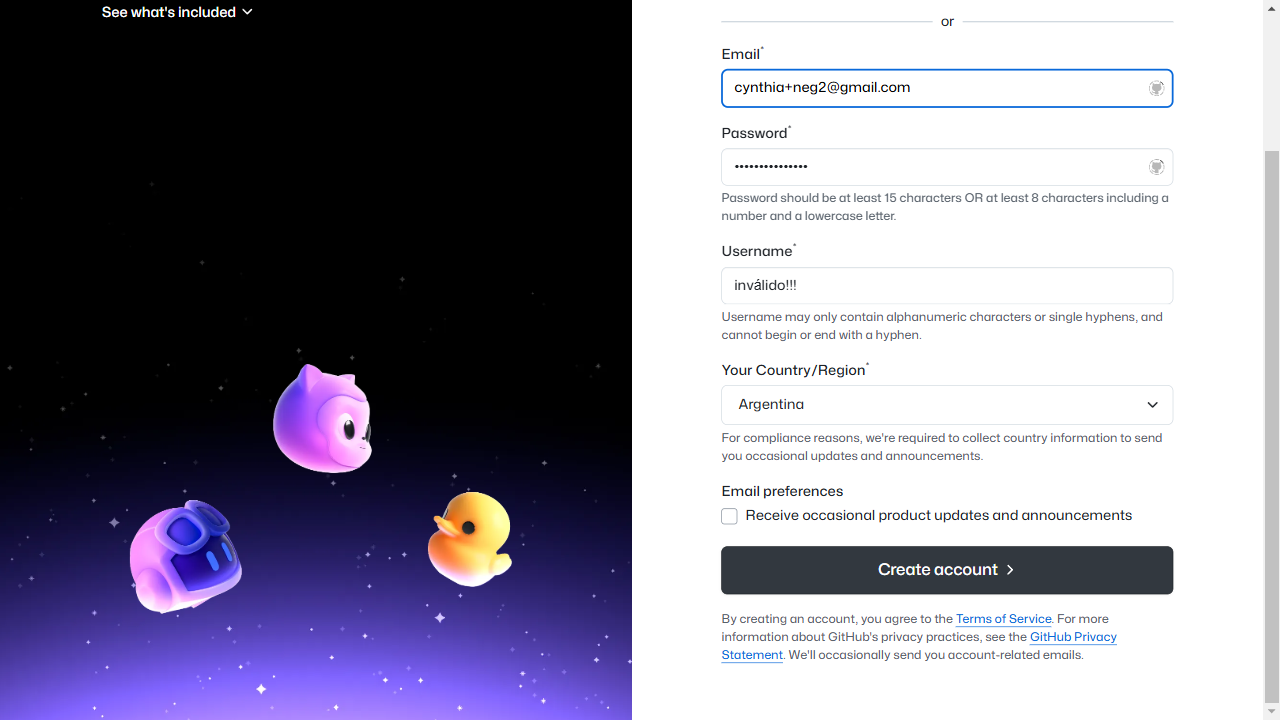 See what's included
or
Email*
cynthia+neg2@gmail.com
Password*
•••••••••••••••
Password should be at least 15 characters OR at least 8 characters including a
number and a lowercase letter.
Username*
inválido!!!
Username may only contain alphanumeric characters or single hyphens, and
cannot begin or end with a hyphen.
Your Country/Region*
Argentina
For compliance reasons, we're required to collect country information to send
you occasional updates and announcements.
Email preferences
Receive occasional product updates and announcements
Create account
By creating an account, you agree to the Terms of Service. For more
information about GitHub's privacy practices, see the GitHub Privacy
Statement. We'll occasionally send you account-related emails.